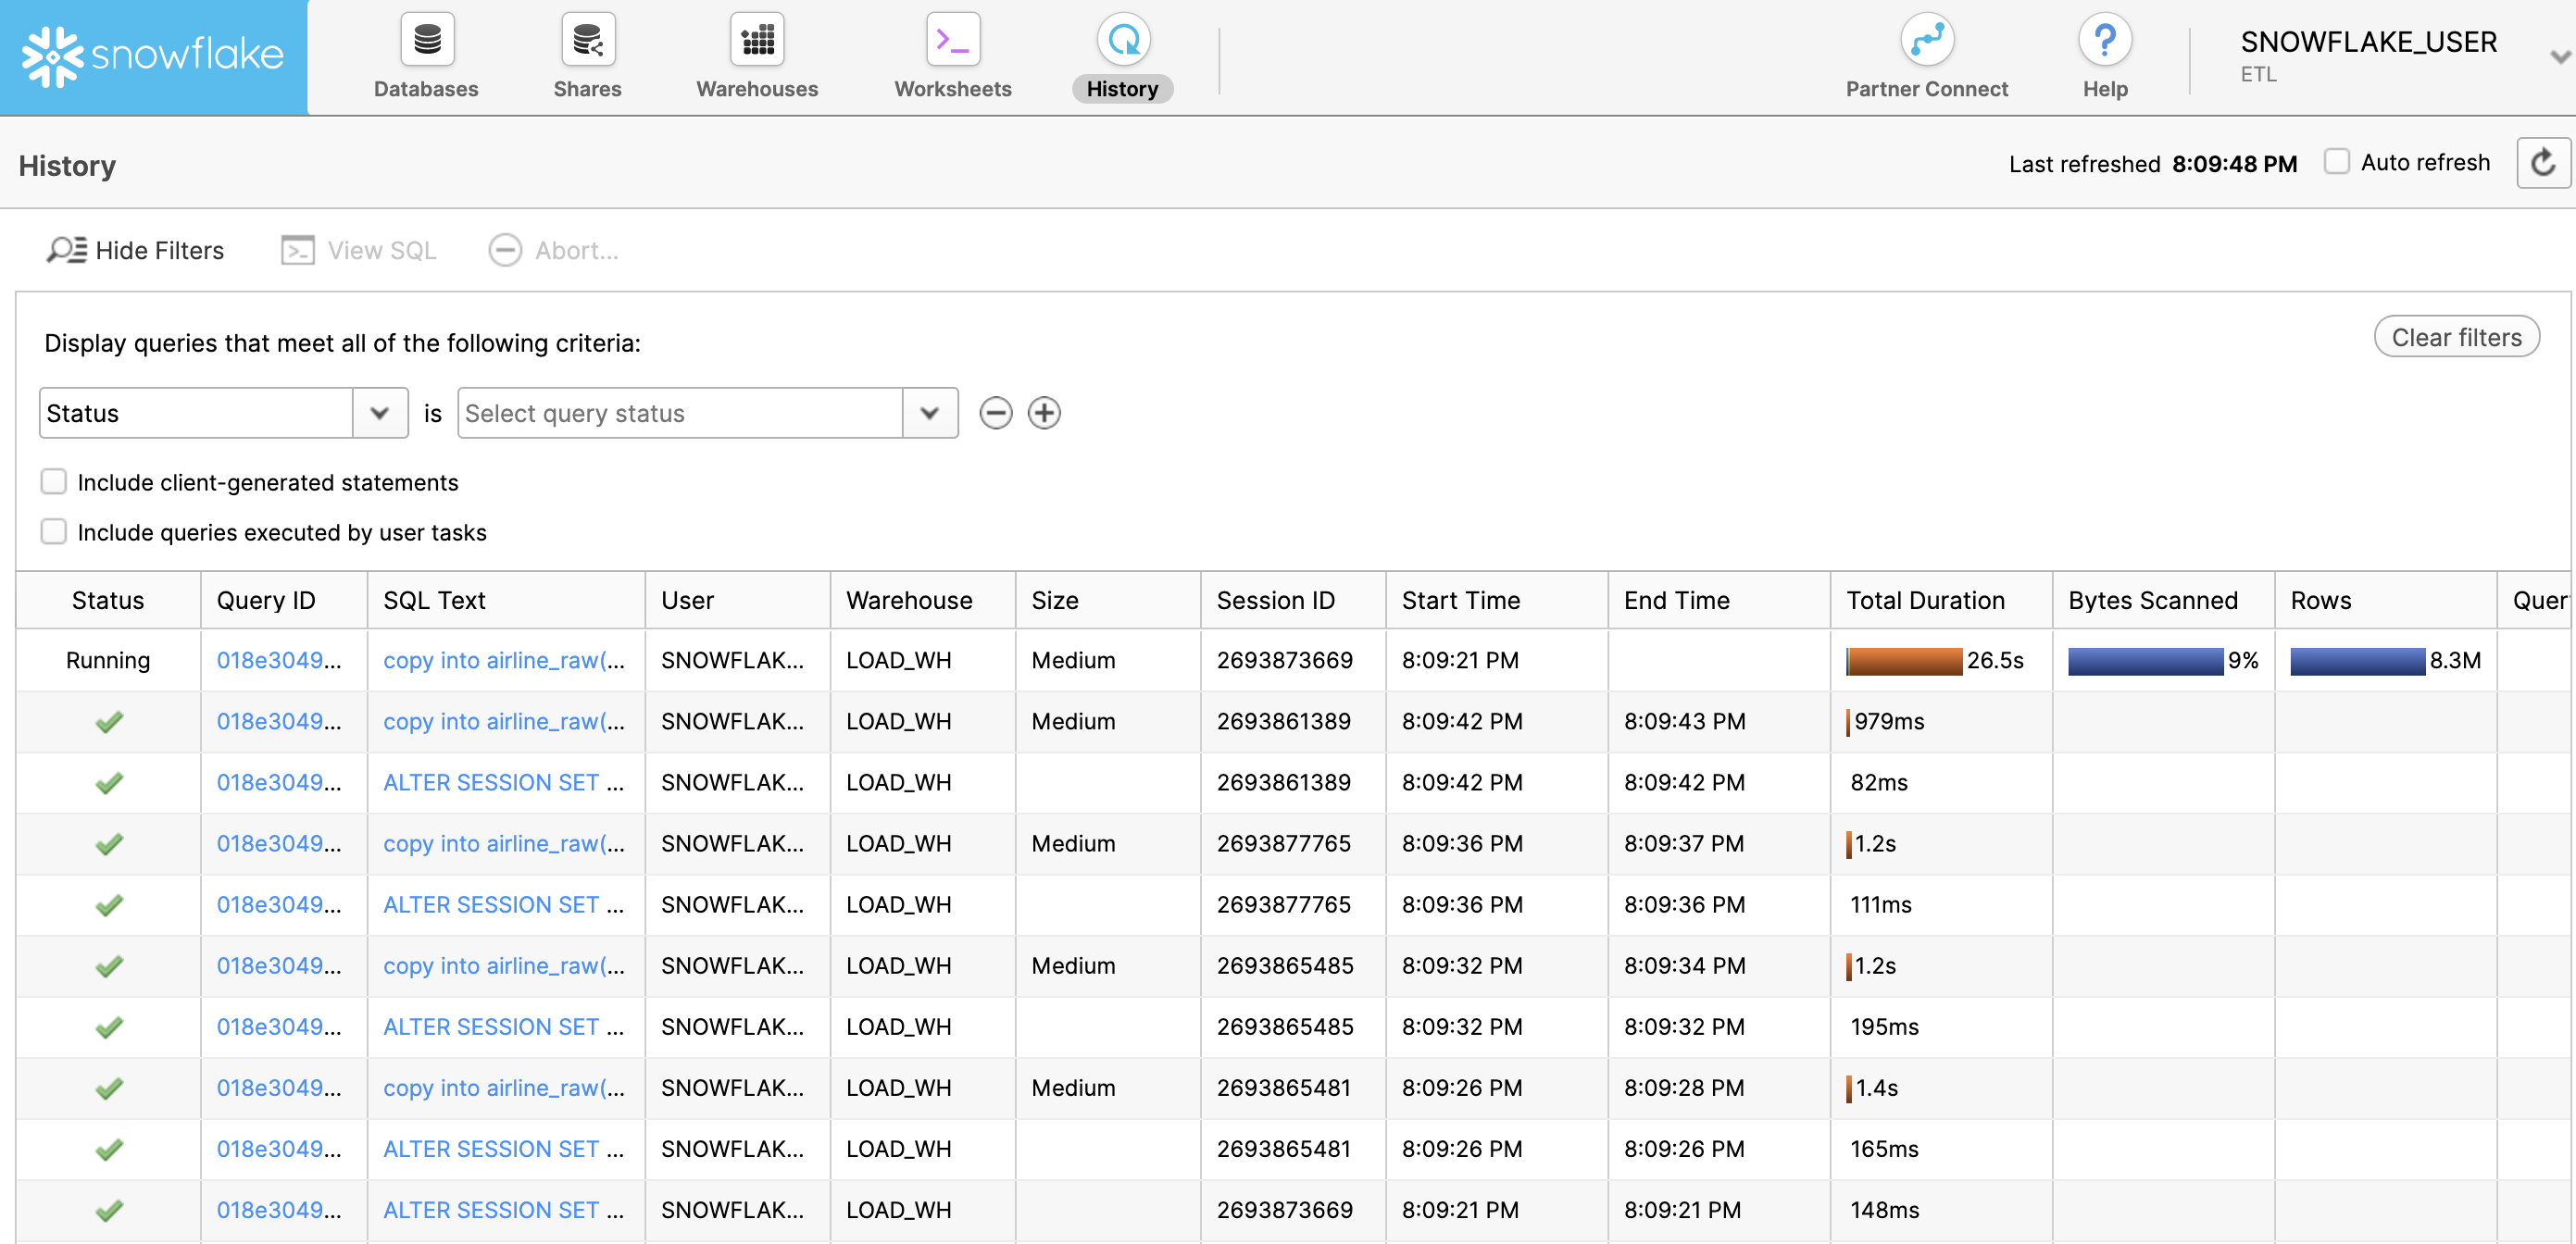 snowflake
Databases Shares Warehouses Worksheets History Partner Connect Help SNOWFLAKE_USER
ETL
History Last refreshed 8:09:48 PM Auto refresh
Hide Filters View SQL Abort...
Display queries that meet all of the following criteria: Clear filters
Status is Select query status
Include client-generated statements
Include queries executed by user tasks
Status Query ID SQL Text User Warehouse Size Session ID Start Time End Time Total Duration Bytes Scanned Rows Quer
Running 018e3049... copy into airline_raw(... SNOWFLAK... LOAD_WH Medium 2693873669 8:09:21 PM 26.5s 9% 8.3M
018e3049... copy into airline_raw(... SNOWFLAK... LOAD_WH Medium 2693861389 8:09:42 PM 8:09:43 PM 979ms
018e3049... ALTER SESSION SET ... SNOWFLAK... LOAD_WH 2693861389 8:09:42 PM 8:09:42 PM 82ms
018e3049... copy into airline_raw(... SNOWFLAK... LOAD_WH Medium 2693877765 8:09:36 PM 8:09:37 PM 1.2s
018e3049... ALTER SESSION SET ... SNOWFLAK... LOAD_WH 2693877765 8:09:36 PM 8:09:36 PM 111ms
018e3049... copy into airline_raw(... SNOWFLAK... LOAD_WH Medium 2693865485 8:09:32 PM 8:09:34 PM 1.2s
018e3049... ALTER SESSION SET ... SNOWFLAK... LOAD_WH 2693865485 8:09:32 PM 8:09:32 PM 195ms
018e3049... copy into airline_raw(... SNOWFLAK... LOAD_WH Medium 2693865481 8:09:26 PM 8:09:28 PM 1.4s
018e3049... ALTER SESSION SET ... SNOWFLAK... LOAD_WH 2693865481 8:09:26 PM 8:09:26 PM 165ms
018e3049... ALTER SESSION SET ... SNOWFLAK... LOAD_WH 2693873669 8:09:21 PM 8:09:21 PM 148ms